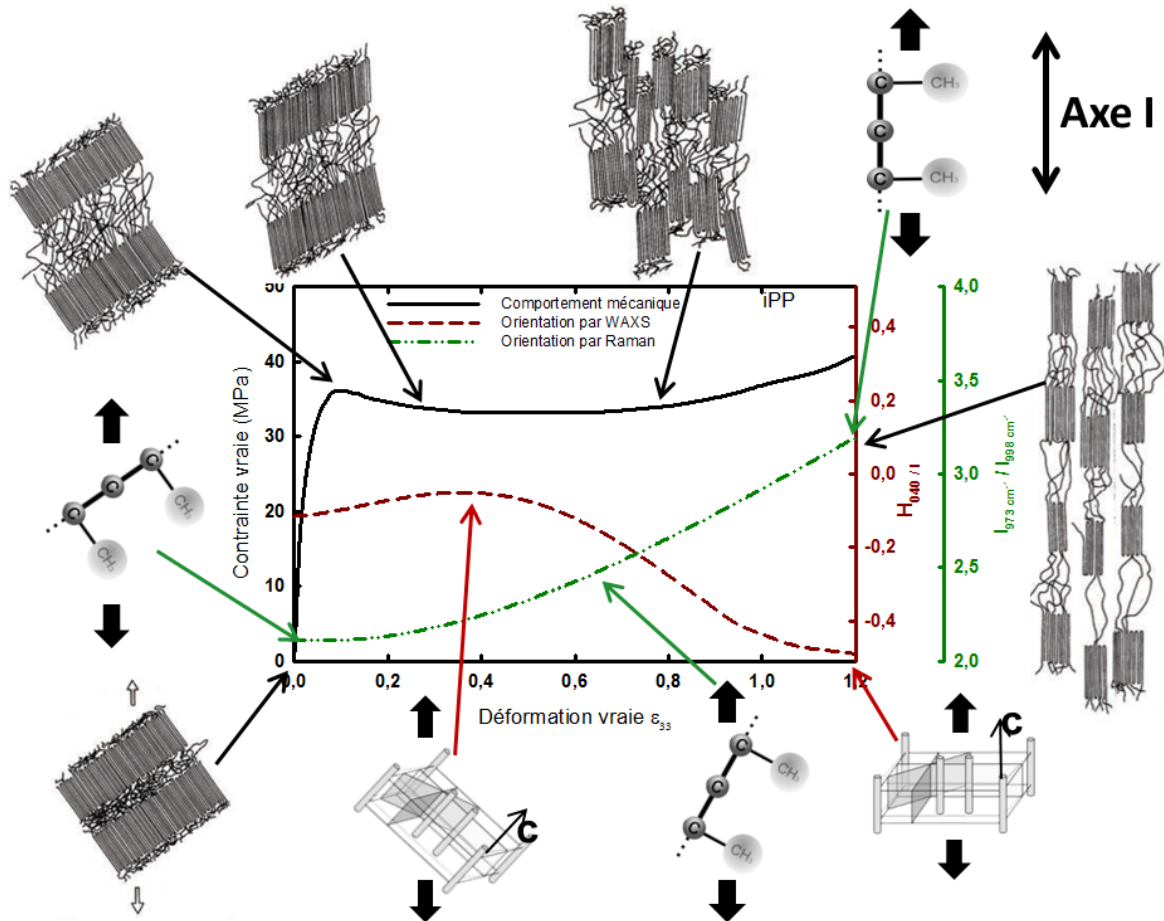 C
CH₃
C
C
CH₃
Axe I
50
40
30
20
10
0
Contrainte vraie (MPa)
Comportement mécanique
Orientation par WAXS
Orientation par Raman
iPP
0,4
0,2
0,0
-0,2
-0,4
H040 / I
4,0
3,5
3,0
2,5
2,0
I973 cm⁻¹ / I998 cm⁻¹
C
C
C
CH₃
CH₃
0,0
0,2
0,4
0,6
0,8
1,0
1,2
Déformation vraie ε33
C
C
CH₃
C
C
CH₃
C